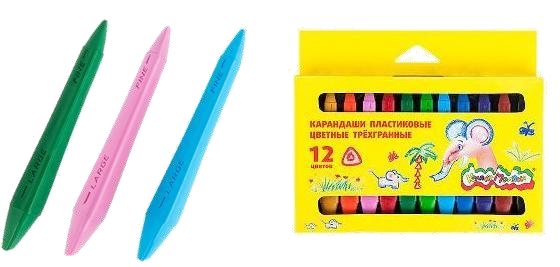 FINE
LARGE
FINE
LARGE
FINE
LARGE
КАРАНДАШИ ПЛАСТИКОВЫЕ
ЦВЕТНЫЕ ТРЁХГРАННЫЕ
12
цветов